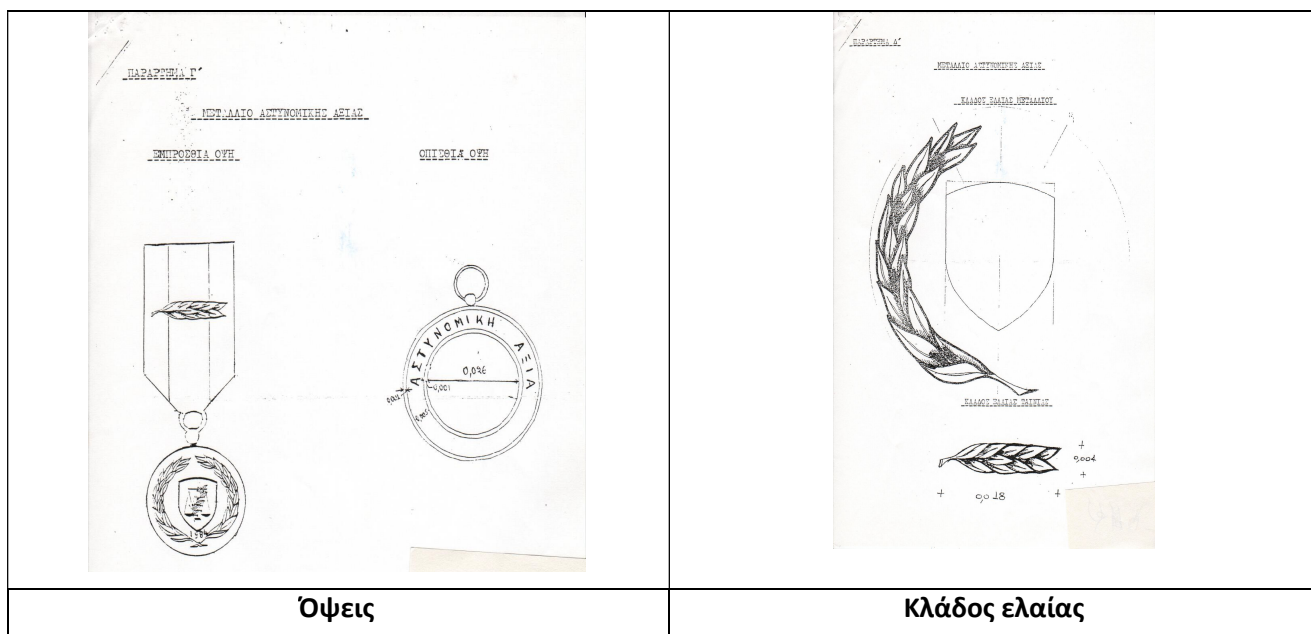 ΠΑΡΑΡΤΗΜΑ Γ'
ΜΕΤΑΛΛΙΟ ΑΣΤΥΝΟΜΙΚΗΣ ΑΞΙΑΣ
ΕΜΠΡΟΣΘΙΑ ΟΨΗ
ΟΠΙΣΘΙΑ ΟΨΗ
ΑΣΤΥΝΟΜΙΚΗ ΑΞΙΑ
0,026
0,001
1984
ΠΑΡΑΡΤΗΜΑ Δ'
ΜΕΤΑΛΛΙΟ ΑΣΤΥΝΟΜΙΚΗΣ ΑΞΙΑΣ
ΚΛΑΔΟΣ ΕΛΑΙΑΣ ΜΕΤΑΛΛΙΟΥ
ΚΛΑΔΟΣ ΕΛΑΙΑΣ ΤΑΙΝΙΑΣ
0,004
0,018
Όψεις
Κλάδος ελαίας